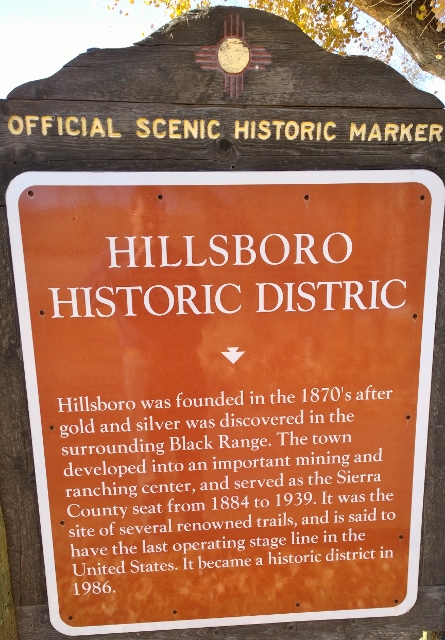 OFFICIAL SCENIC HISTORIC MARKER
HILLSBORO
HISTORIC DISTRIC
Hillsboro was founded in the 1870's after
gold and silver was discovered in the
surrounding Black Range. The town
developed into an important mining and
ranching center, and served as the Sierra
County seat from 1884 to 1939. It was the
site of several renowned trails, and is said to
have the last operating stage line in the
United States. It became a historic district in
1986.